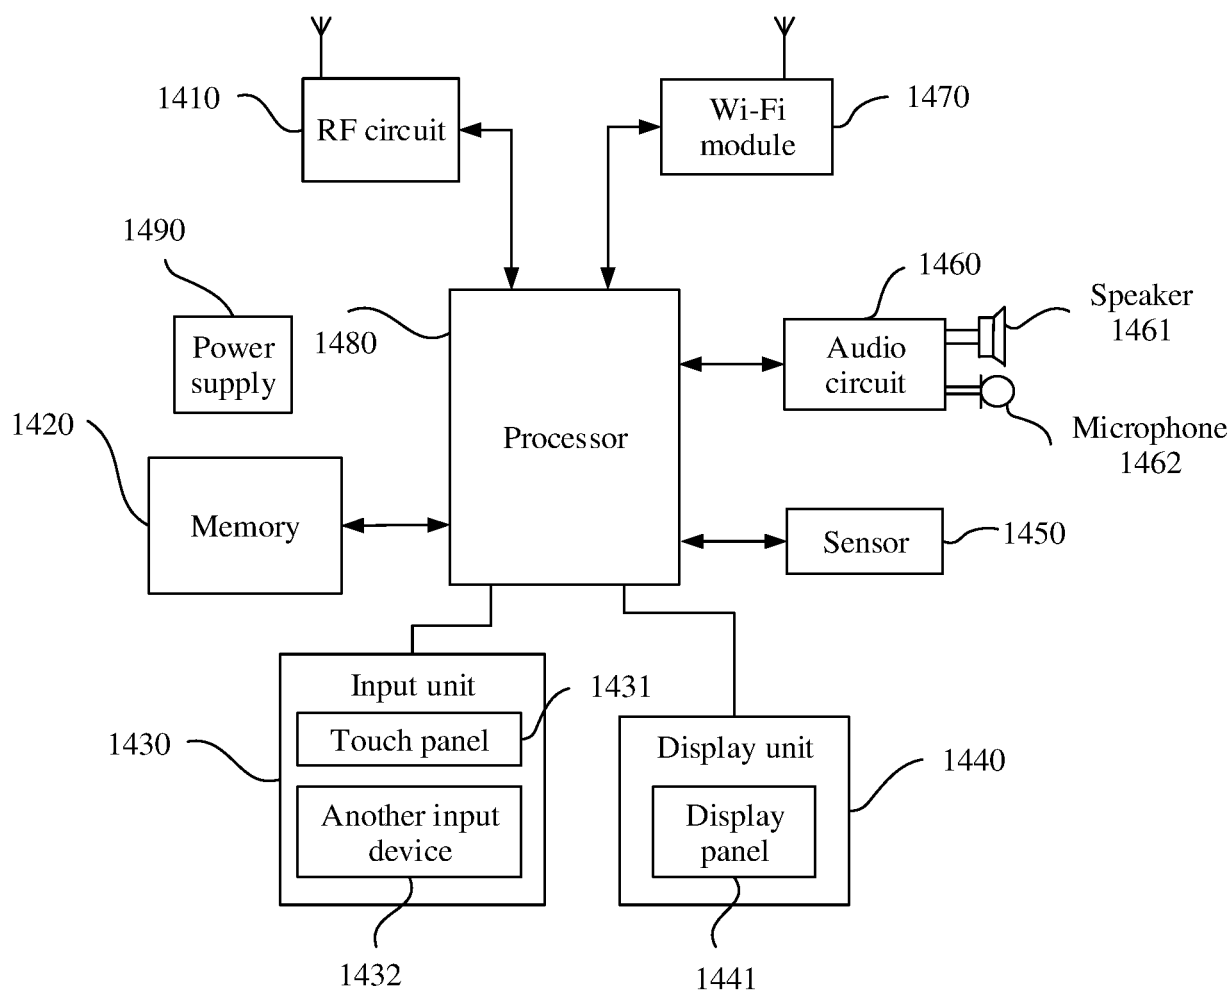 1410
RF circuit
Wi-Fi
module
1470
1490
Power
supply
1480
1460
Audio
circuit
Speaker
1461
Microphone
1462
1420
Memory
Processor
Sensor
1450
Input unit
1431
Touch panel
1430
Another input
device
1432
Display unit
1440
Display
panel
1441